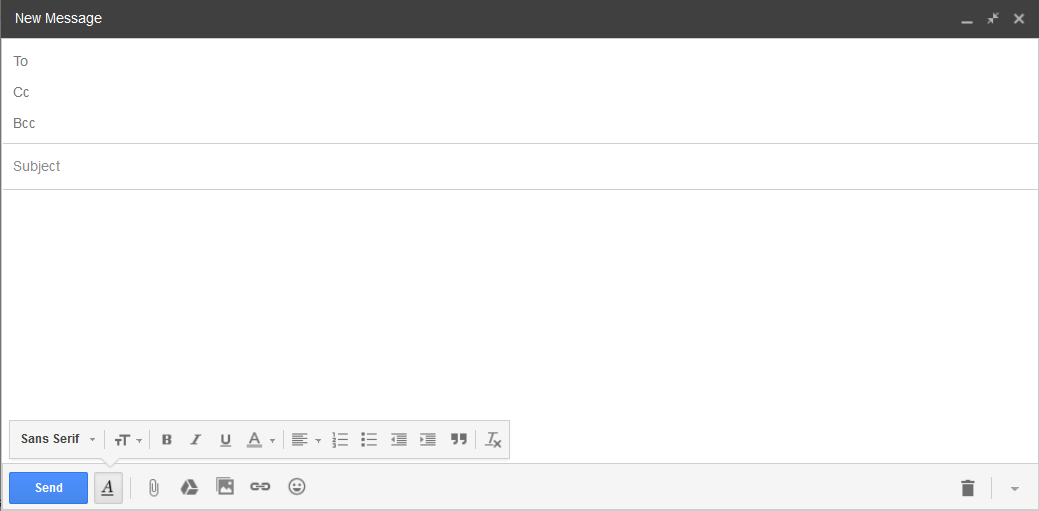 New Message
To
Cc
Bcc
Subject
Sans Serif
Send